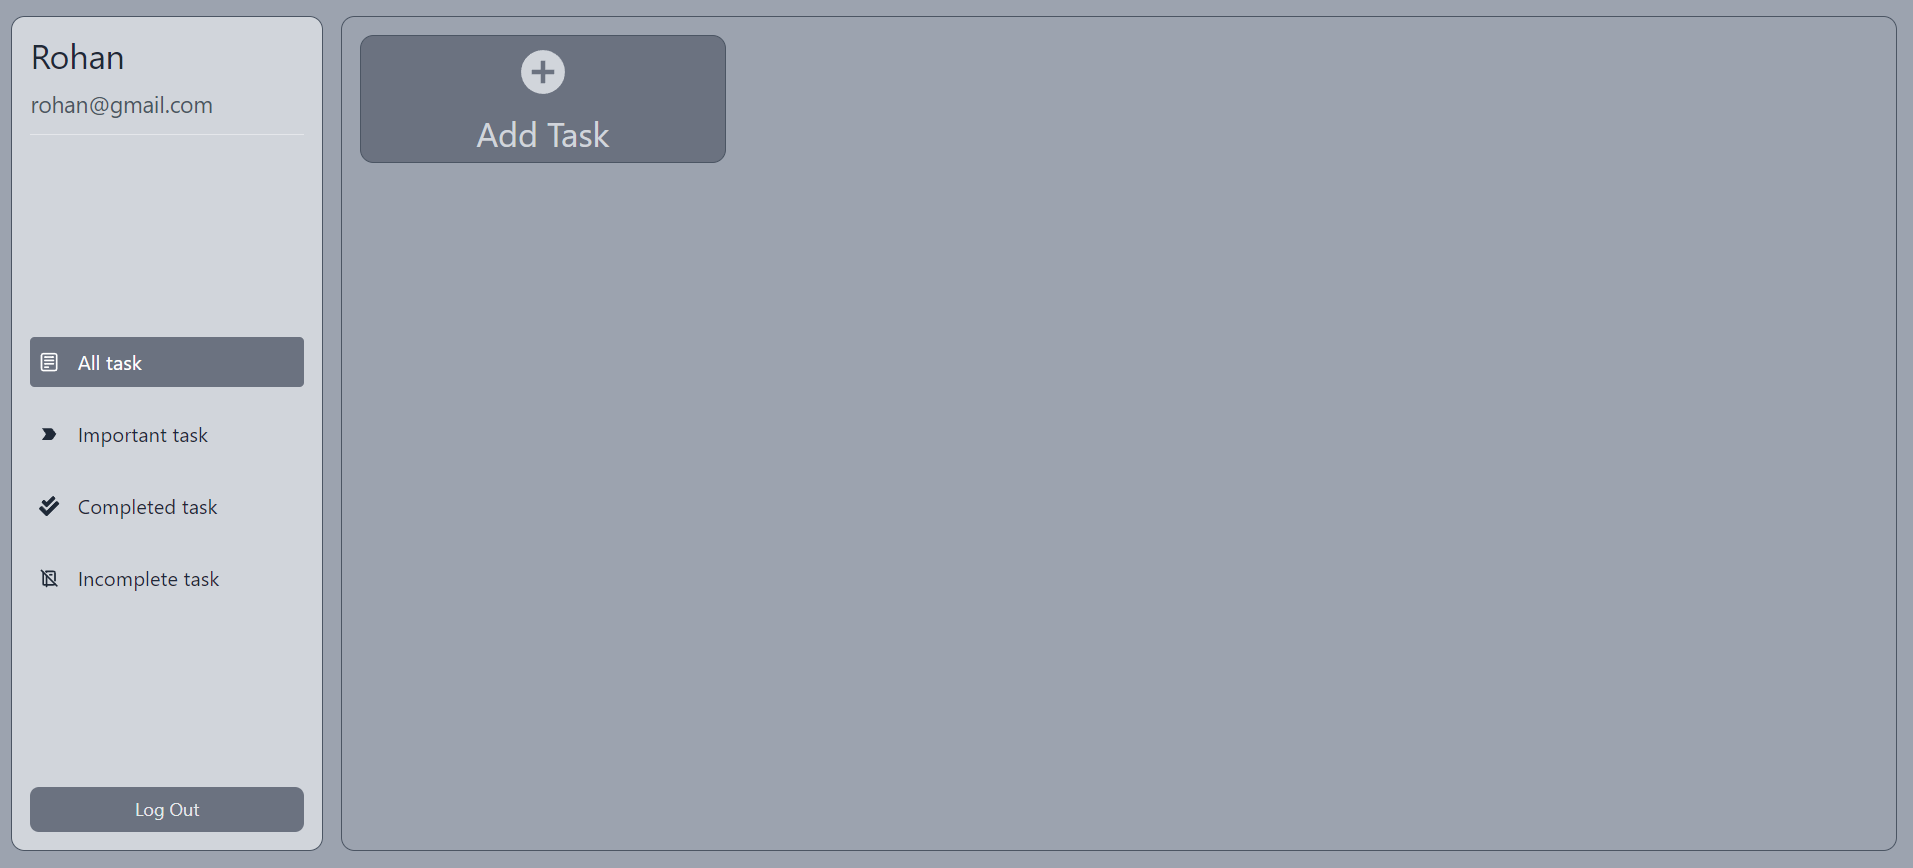 Rohan
rohan@gmail.com
All task
Important task
Completed task
Incomplete task
Log Out
Add Task